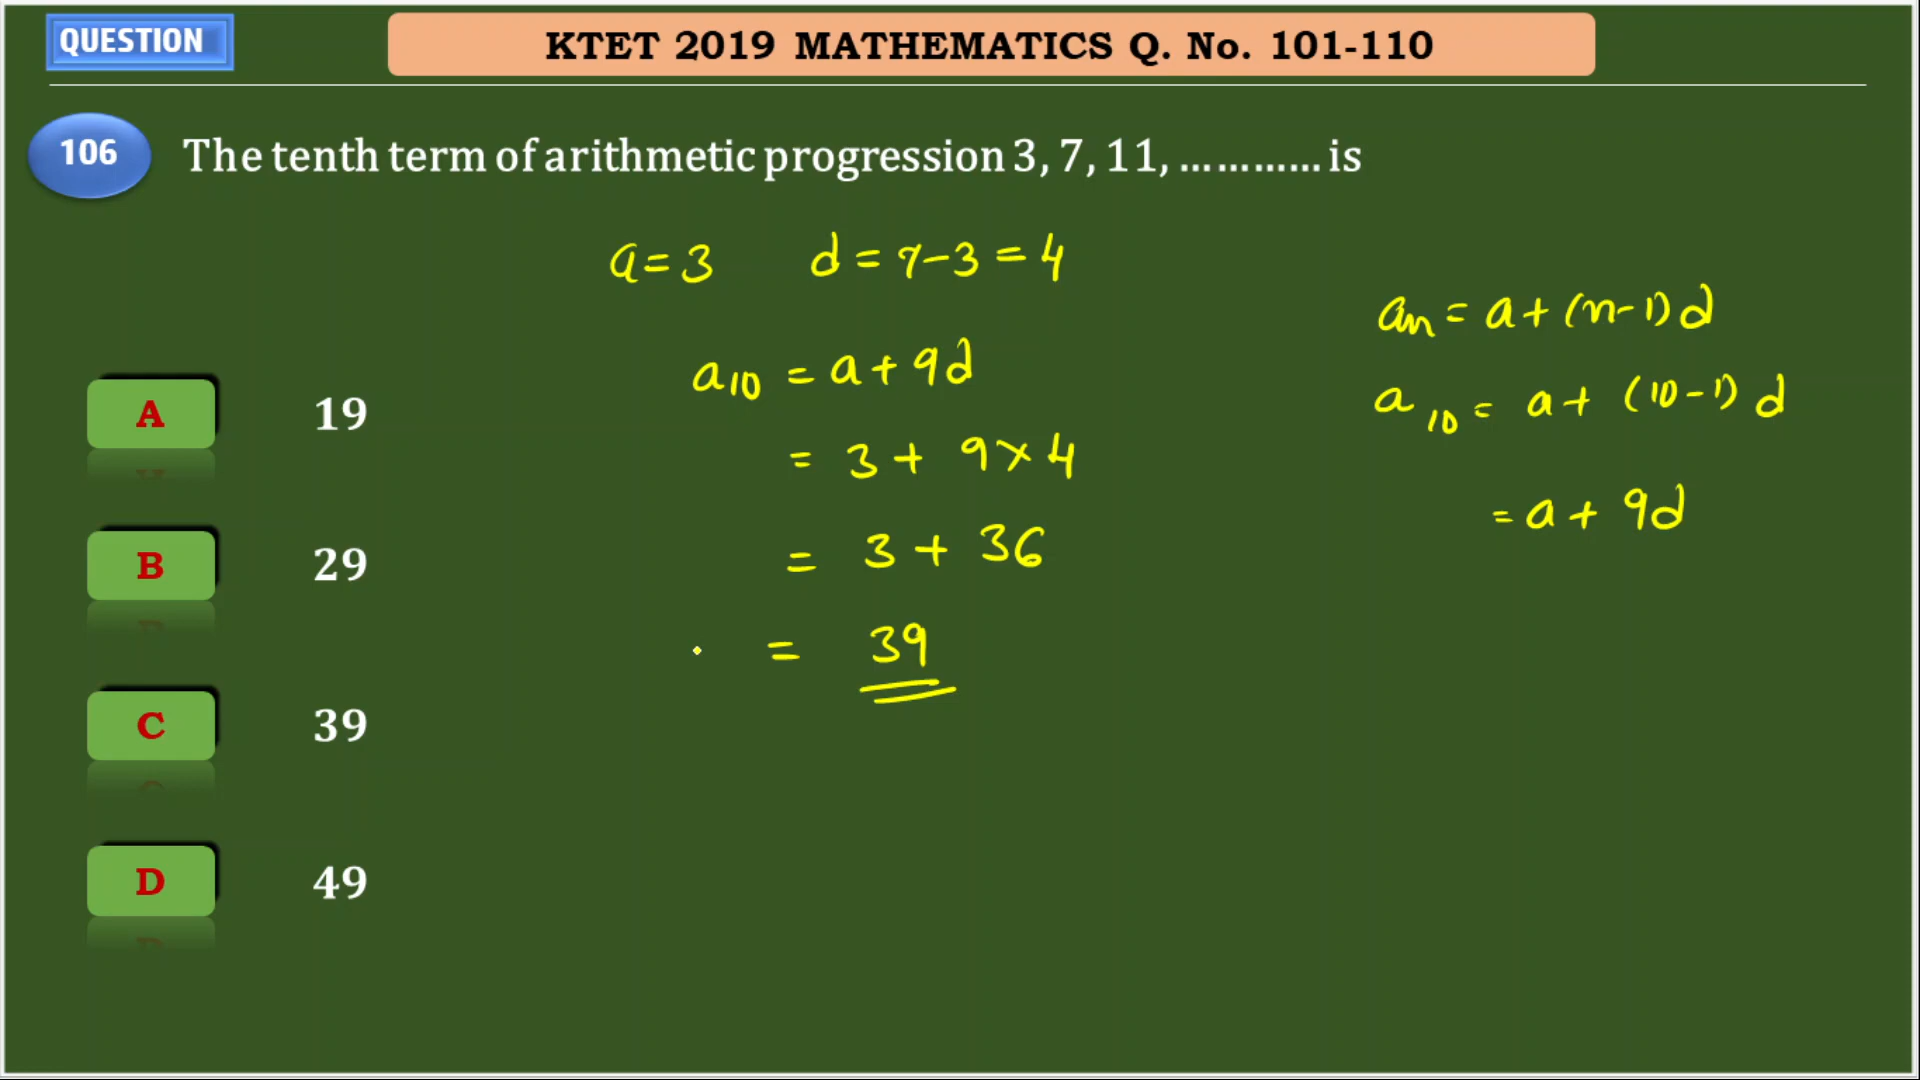 QUESTION
KTET 2019 MATHEMATICS Q. No. 101-110
106
The tenth term of arithmetic progression 3, 7, 11, ............ is
a = 3 d = 7 - 3 = 4
an = a + (n-1) d
a10 = a + 9d
a10 = a + (10-1) d
A 19
= 3 + 9 × 4
= a + 9d
B 29
= 3 + 36
= 39
C 39
D 49